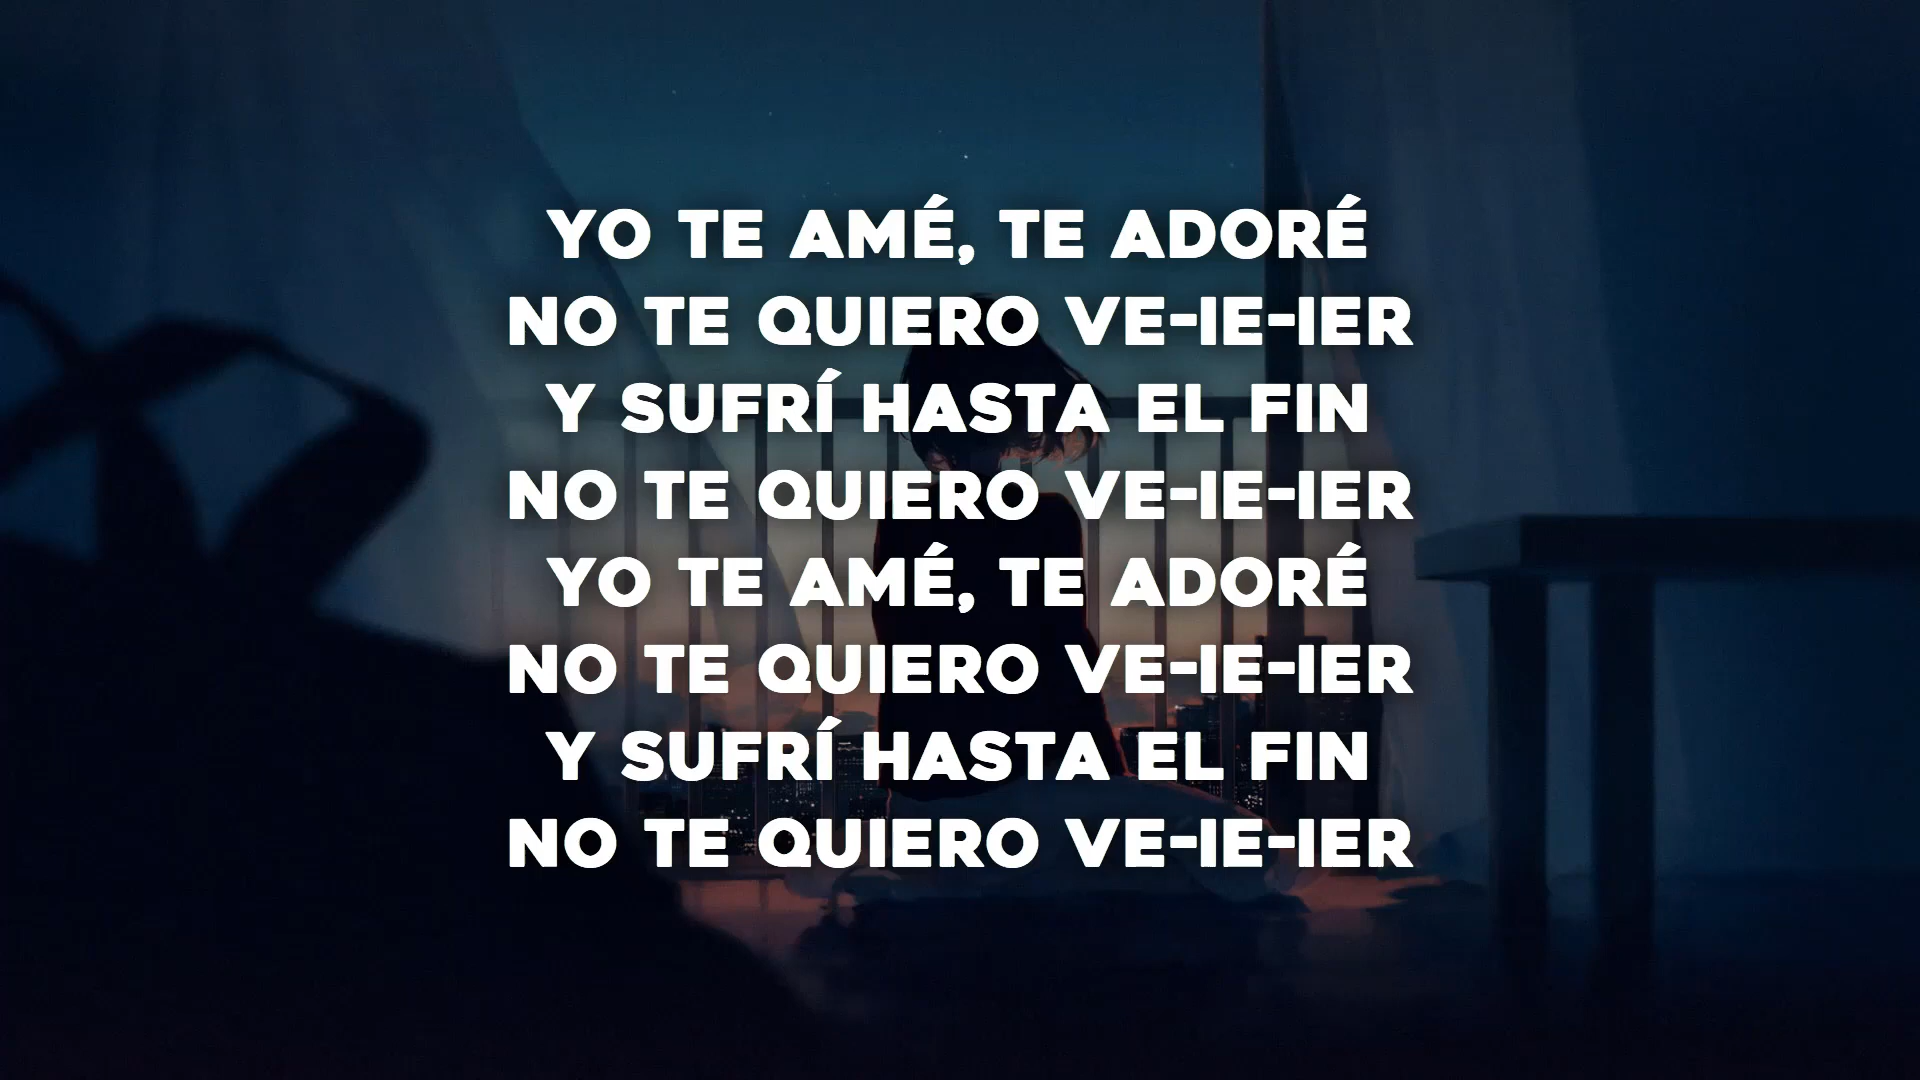 YO TE AMÉ, TE ADORÉ
NO TE QUIERO VE-IE-IER
Y SUFRÍ HASTA EL FIN
NO TE QUIERO VE-IE-IER
YO TE AMÉ, TE ADORÉ
NO TE QUIERO VE-IE-IER
Y SUFRÍ HASTA EL FIN
NO TE QUIERO VE-IE-IER